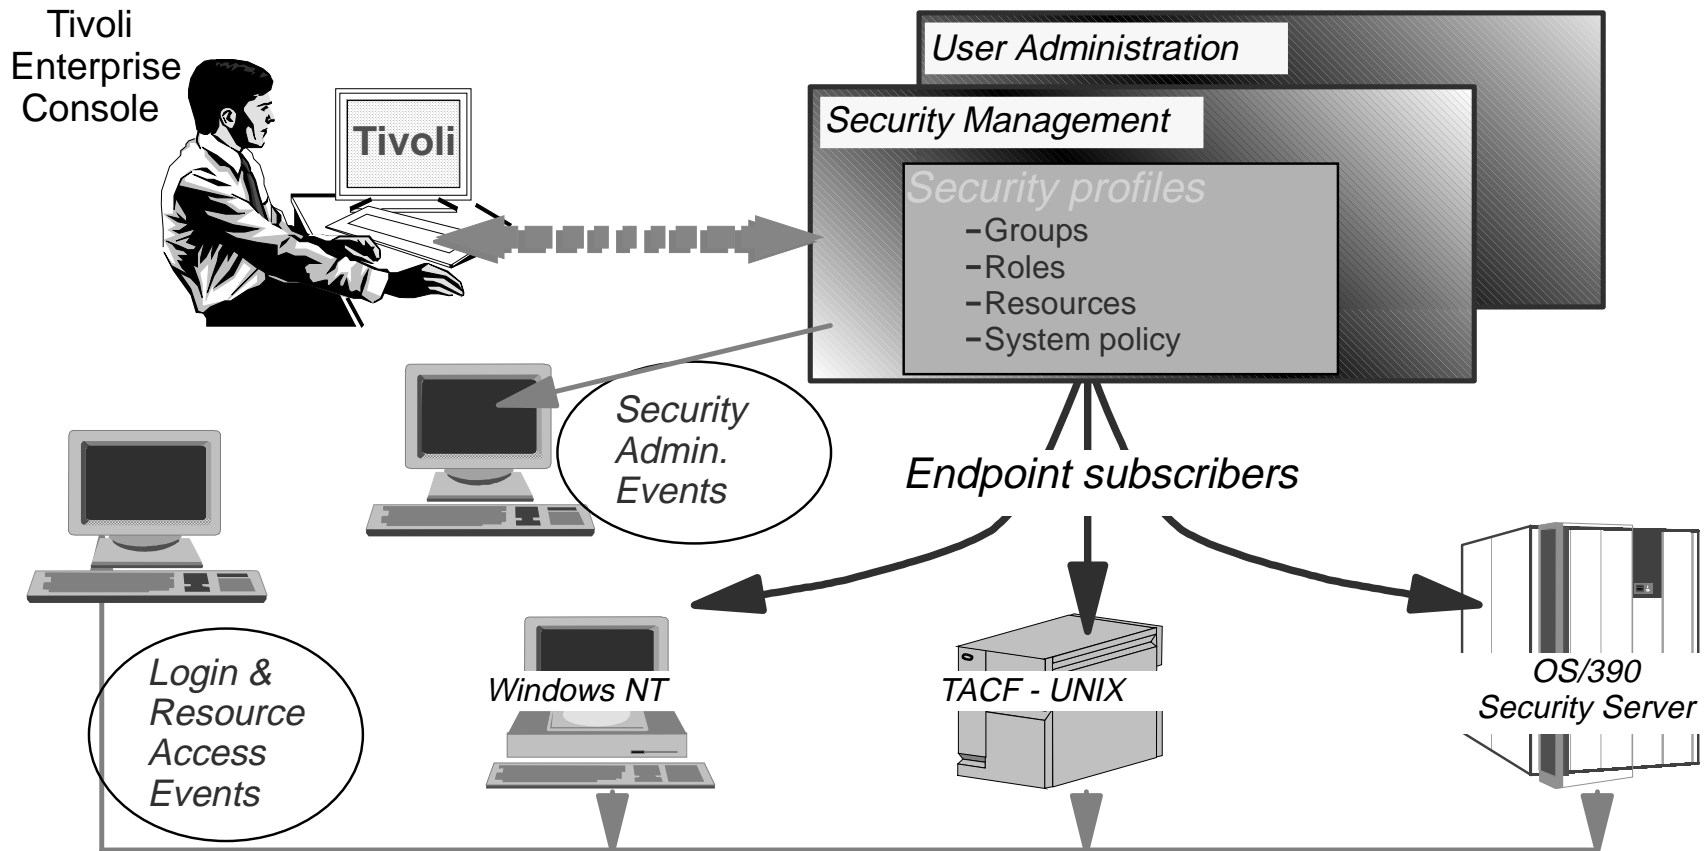 Tivoli
Enterprise
Console
Tivoli
User Administration
Security Management
Security profiles
-Groups
-Roles
-Resources
-System policy
Security
Admin.
Events
Endpoint subscribers
Login &
Resource
Access
Events
Windows NT
TACF - UNIX
OS/390
Security Server